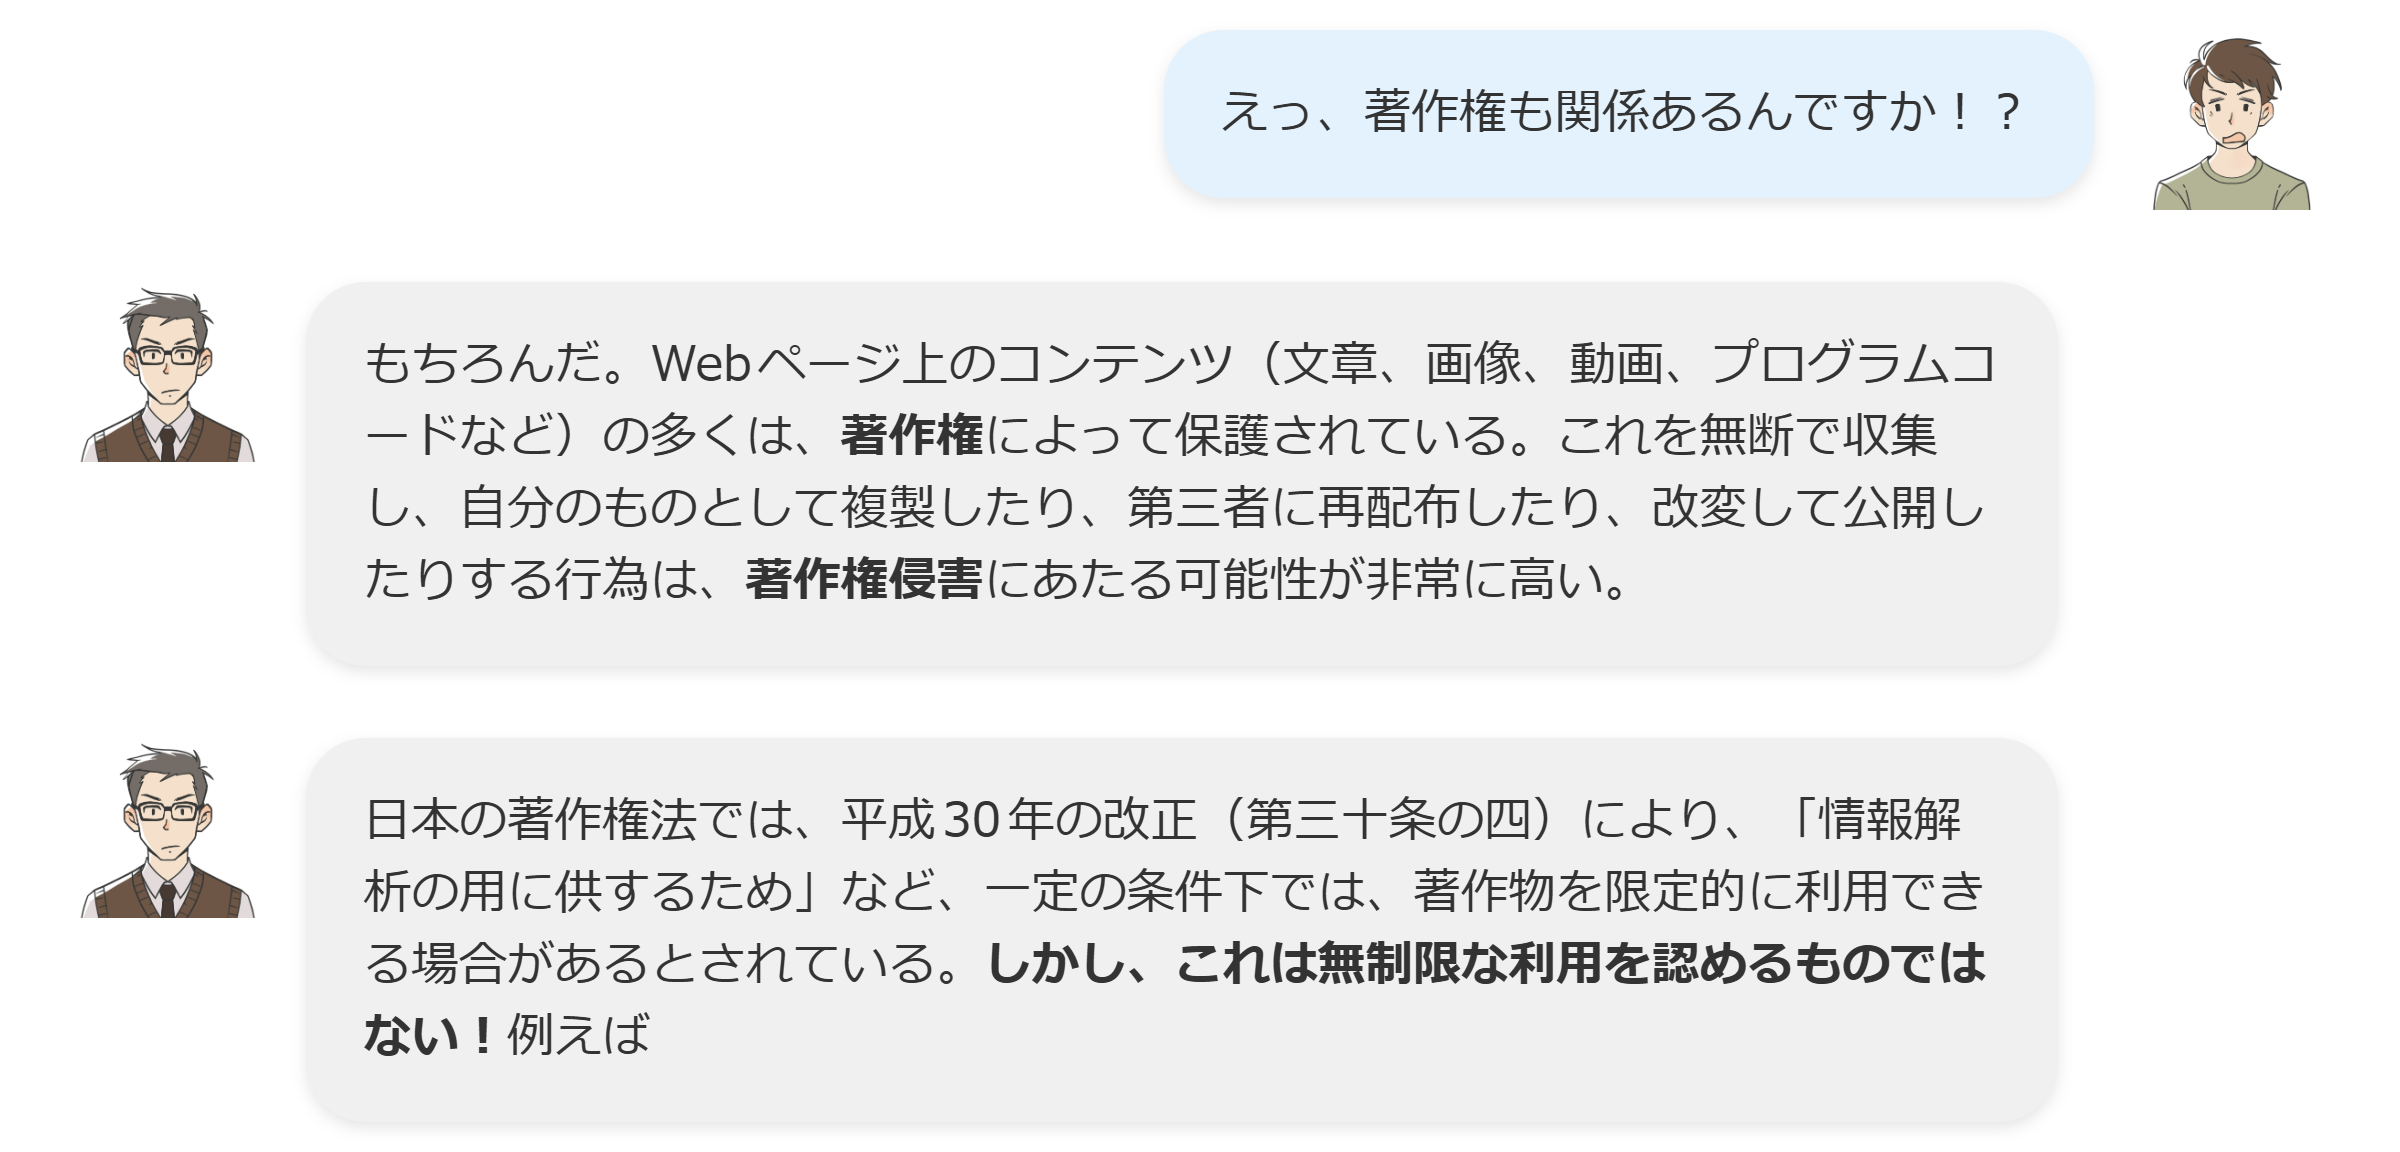 えっ、著作権も関係あるんですか！？
もちろんだ。Webページ上のコンテンツ（文章、画像、動画、プログラムコ
ードなど）の多くは、著作権によって保護されている。これを無断で収集
し、自分のものとして複製したり、第三者に再配布したり、改変して公開し
たりする行為は、著作権侵害にあたる可能性が非常に高い。
日本の著作権法では、平成30年の改正（第三十条の四）により、「情報解
析の用に供するため」など、一定の条件下では、著作物を限定的に利用でき
る場合があるとされている。しかし、これは無制限な利用を認めるものでは
ない！例えば